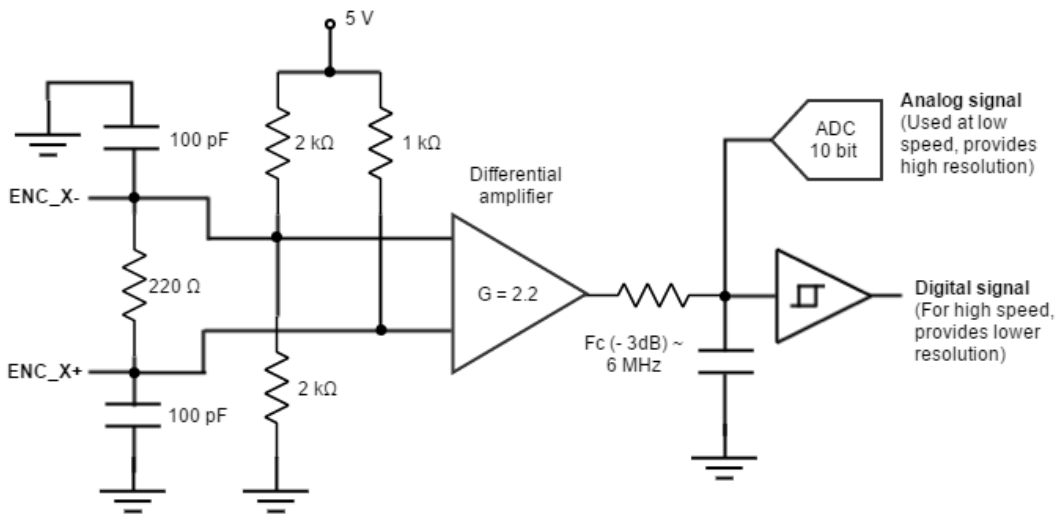 5 V
100 pF
2 kΩ
1 kΩ
ENC_X-
220 Ω
ENC_X+
100 pF
2 kΩ
Differential
amplifier
G = 2.2
Fc (- 3dB) ~
6 MHz
ADC
10 bit
Analog signal
(Used at low
speed, provides
high resolution)
Digital signal
(For high speed,
provides lower
resolution)